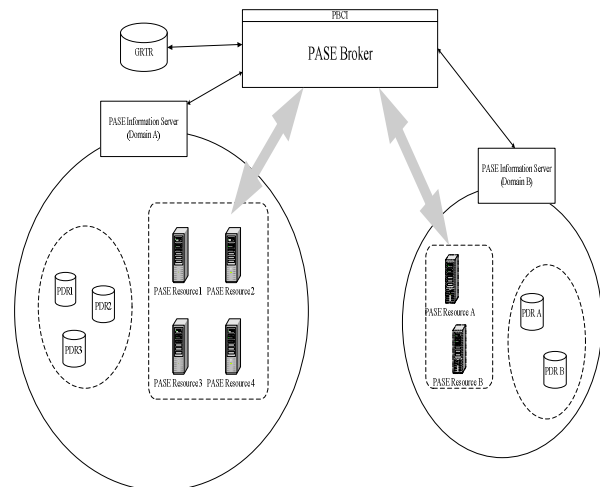 PBCI
PASE Broker
GRTR
PASE Information Server
(Domain A)
PASE Information Server
(Domain B)
PASE Resource1
PASE Resource2
PASE Resource3
PASE Resource4
PDR1
PDR2
PDR3
PASE Resource A
PASE Resource B
PDR A
PDR B